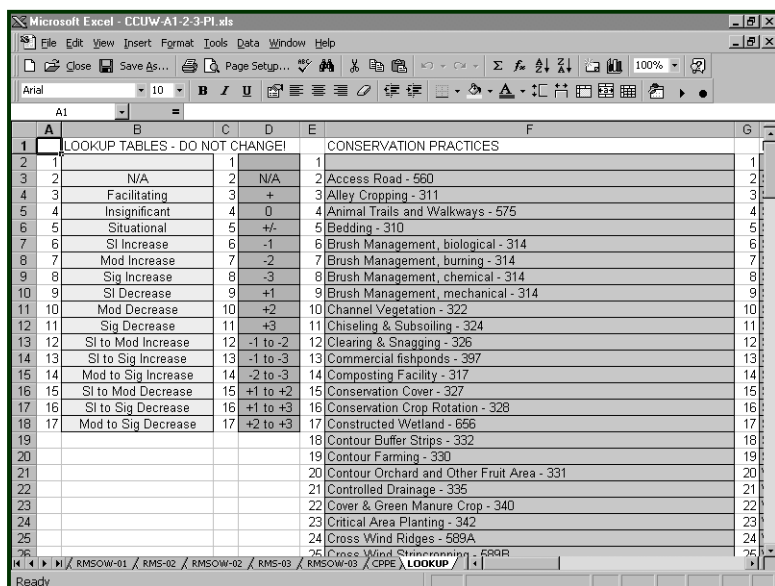 Microsoft Excel - CCUW-A1-2-3-PI.xls
File Edit View Insert Format Tools Data Window Help
Close Save As... Page Setup... 100%
Arial 10 B I U
A1 =
A B C D E F G
1 LOOKUP TABLES - DO NOT CHANGE! CONSERVATION PRACTICES
2 1 1 1 1
3 2 N/A 2 N/A 2 Access Road - 560 2
4 3 Facilitating 3 + 3 Alley Cropping - 311 3
5 4 Insignificant 4 0 4 Animal Trails and Walkways - 575 4
6 5 Situational 5 +/- 5 Bedding - 310 5
7 6 Sl Increase 6 -1 6 Brush Management, biological - 314 6
8 7 Mod Increase 7 -2 7 Brush Management, burning - 314 7
9 8 Sig Increase 8 -3 8 Brush Management, chemical - 314 8
10 9 Sl Decrease 9 +1 9 Brush Management, mechanical - 314 9
11 10 Mod Decrease 10 +2 10 Channel Vegetation - 322 10
12 11 Sig Decrease 11 +3 11 Chiseling & Subsoiling - 324 11
13 12 Sl to Mod Increase 12 -1 to -2 12 Clearing & Snagging - 326 12
14 13 Sl to Sig Increase 13 -1 to -3 13 Commercial fishponds - 397 13
15 14 Mod to Sig Increase 14 -2 to -3 14 Composting Facility - 317 14
16 15 Sl to Mod Decrease 15 +1 to +2 15 Conservation Cover - 327 15
17 16 Sl to Sig Decrease 16 +1 to +3 16 Conservation Crop Rotation - 328 16
18 17 Mod to Sig Decrease 17 +2 to +3 17 Constructed Wetland - 656 17
19 18 Contour Buffer Strips - 332 18
20 19 Contour Farming - 330 19
21 20 Contour Orchard and Other Fruit Area - 331 20
22 21 Controlled Drainage - 335 21
23 22 Cover & Green Manure Crop - 340 22
24 23 Critical Area Planting - 342 23
25 24 Cross Wind Ridges - 589A 24
26 25 Cross Wind Stripcropping - 589B 25
RMSOW-01 RMS-02 RMSOW-02 RMS-03 RMSOW-03 CPPE LOOKUP
Ready